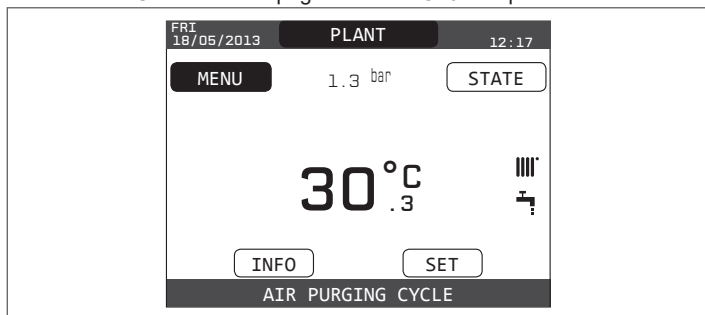 FRI
18/05/2013 PLANT 12:17
MENU 1.3 bar STATE
30.3°C
INFO SET
AIR PURGING CYCLE